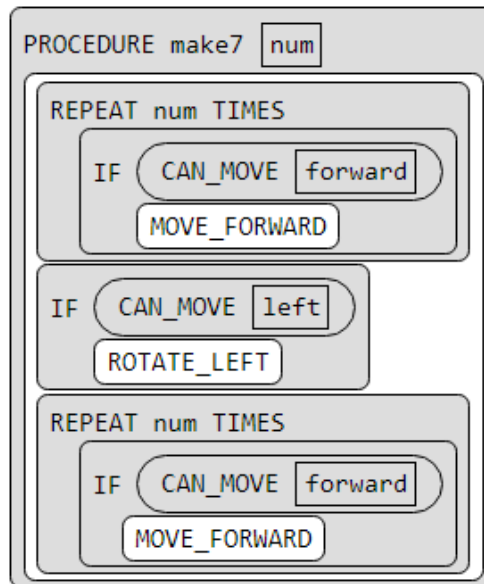 PROCEDURE make7 num
REPEAT num TIMES
IF CAN_MOVE forward
MOVE_FORWARD
IF CAN_MOVE left
ROTATE_LEFT
REPEAT num TIMES
IF CAN_MOVE forward
MOVE_FORWARD